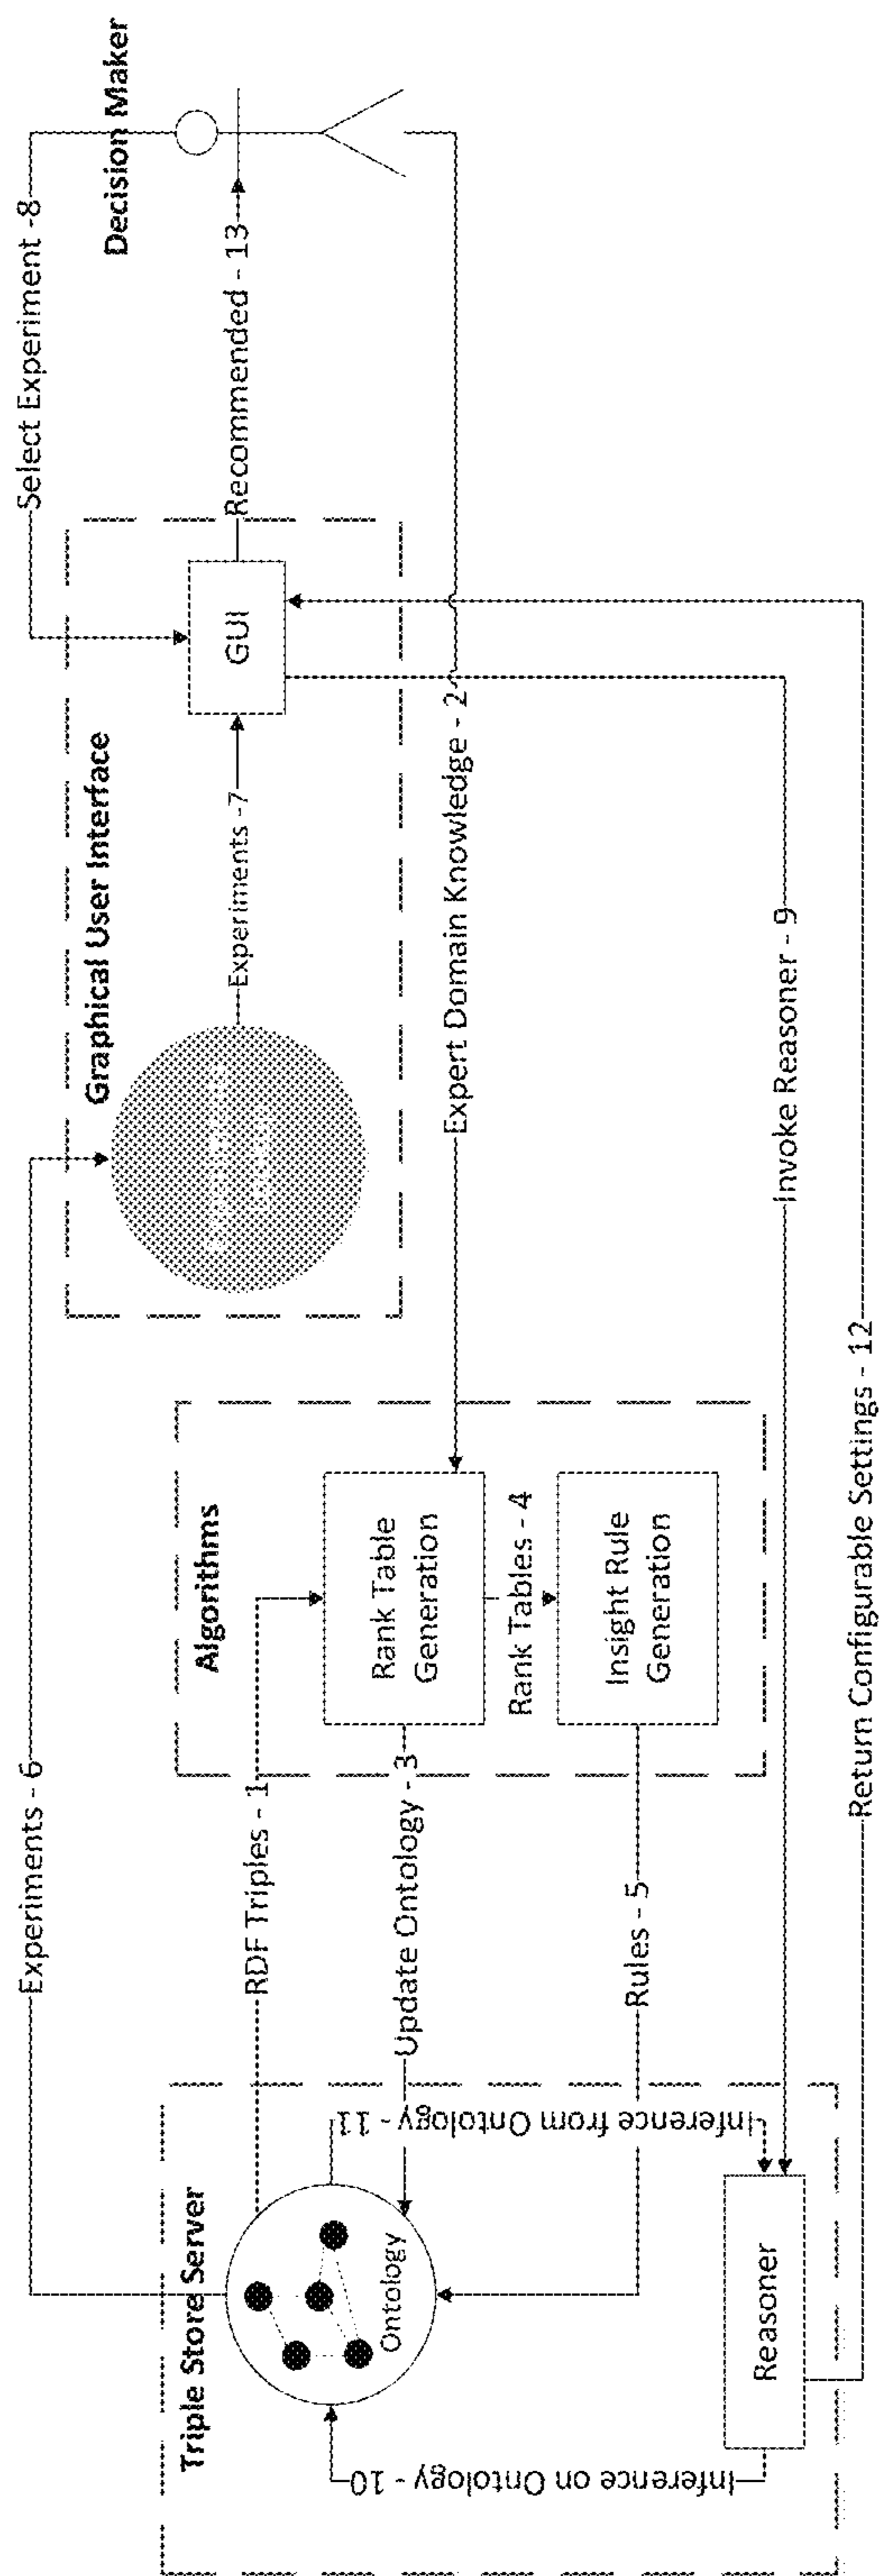 Experiments - 6
Select Experiment -8
Triple Store Server
Ontology
RDF Triples - 1
Update Ontology - 3
Rules - 5
Inference on Ontology - 10
Inference from Ontology - 11
Reasoner
Algorithms
Rank Table
Generation
Rank Tables - 4
Insight Rule
Generation
Graphical User Interface
Experiments -7
GUI
Expert Domain Knowledge - 2
Invoke Reasoner - 9
Return Configurable Settings - 12
Recommended - 13
Decision Maker